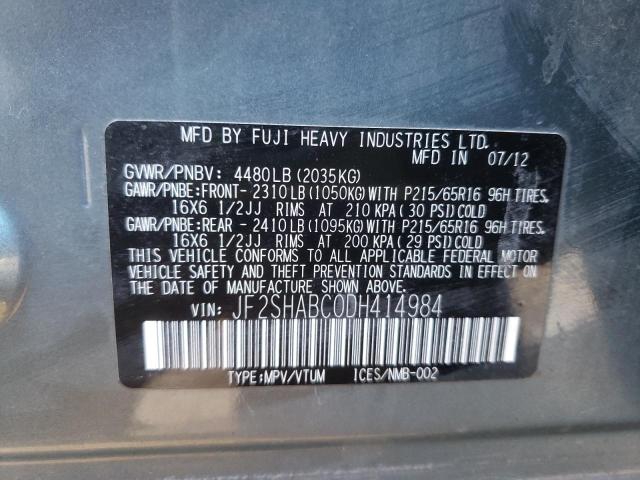 MFD BY FUJI HEAVY INDUSTRIES LTD.
MFD IN 07/12
GVWR/PNBV: 4480LB(2035KG)
GAWR/PNBE:FRONT-2310LB(1050KG)WITH P215/65R16 96H TIRES,
16X6 1/2JJ RIMS AT 210 KPA(30 PSI)COLD
GAWR/PNBE:REAR -2410LB(1095KG)WITH P215/65R16 96H TIRES,
16X6 1/2JJ RIMS AT 200 KPA(29 PSI)COLD
THIS VEHICLE CONFORMS TO ALL APPLICABLE FEDERAL MOTOR
VEHICLE SAFETY AND THEFT PREVENTION STANDARDS IN EFFECT ON
THE DATE OF MANUFACTURE SHOWN ABOVE.
VIN: JF2SHABC0DH414984
TYPE:MPV/VTUM ICES/NMB-002